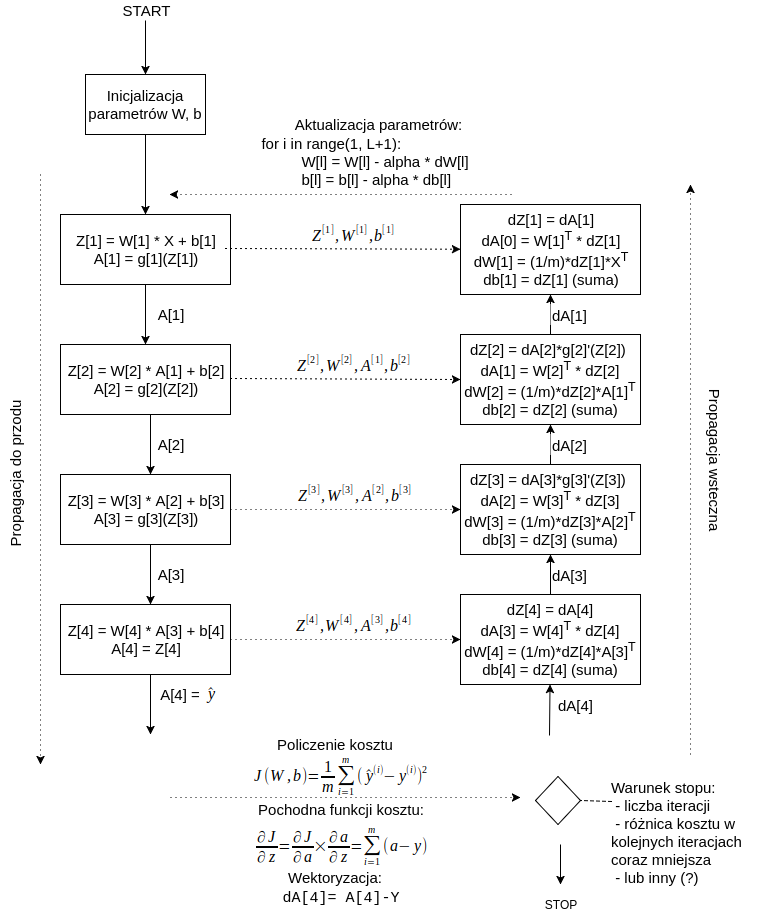 START
Inicjalizacja
parametrów W, b
Aktualizacja parametrów:
for i in range(1, L+1):
W[l] = W[l] - alpha * dW[l]
b[l] = b[l] - alpha * db[l]
Propagacja do przodu
Z[1] = W[1] * X + b[1]
A[1] = g[1](Z[1])
Z^[1], W^[1], b^[1]
dZ[1] = dA[1]
dA[0] = W[1]^T * dZ[1]
dW[1] = (1/m)*dZ[1]*X^T
db[1] = dZ[1] (suma)
A[1]
dA[1]
Z[2] = W[2] * A[1] + b[2]
A[2] = g[2](Z[2])
Z^[2], W^[2], A^[1], b^[2]
dZ[2] = dA[2]*g[2]'(Z[2])
dA[1] = W[2]^T * dZ[2]
dW[2] = (1/m)*dZ[2]*A[1]^T
db[2] = dZ[2] (suma)
A[2]
dA[2]
Z[3] = W[3] * A[2] + b[3]
A[3] = g[3](Z[3])
Z^[3], W^[3], A^[2], b^[3]
dZ[3] = dA[3]*g[3]'(Z[3])
dA[2] = W[3]^T * dZ[3]
dW[3] = (1/m)*dZ[3]*A[2]^T
db[3] = dZ[3] (suma)
A[3]
dA[3]
Z[4] = W[4] * A[3] + b[4]
A[4] = Z[4]
Z^[4], W^[4], A^[3], b^[4]
dZ[4] = dA[4]
dA[3] = W[4]^T * dZ[4]
dW[4] = (1/m)*dZ[4]*A[3]^T
db[4] = dZ[4] (suma)
A[4] = ŷ
dA[4]
Propagacja wsteczna
Policzenie kosztu
J(W,b)=1/m ∑_{i=1}^{m} (ŷ^(i) − y^(i))^2
Pochodna funkcji kosztu:
∂J/∂z = ∂J/∂a × ∂a/∂z = ∑_{i=1}^{m} (a−y)
Wektoryzacja:
dA[4]= A[4]-Y
Warunek stopu:
- liczba iteracji
- różnica kosztu w
kolejnych iteracjach
coraz mniejsza
- lub inny (?)
STOP